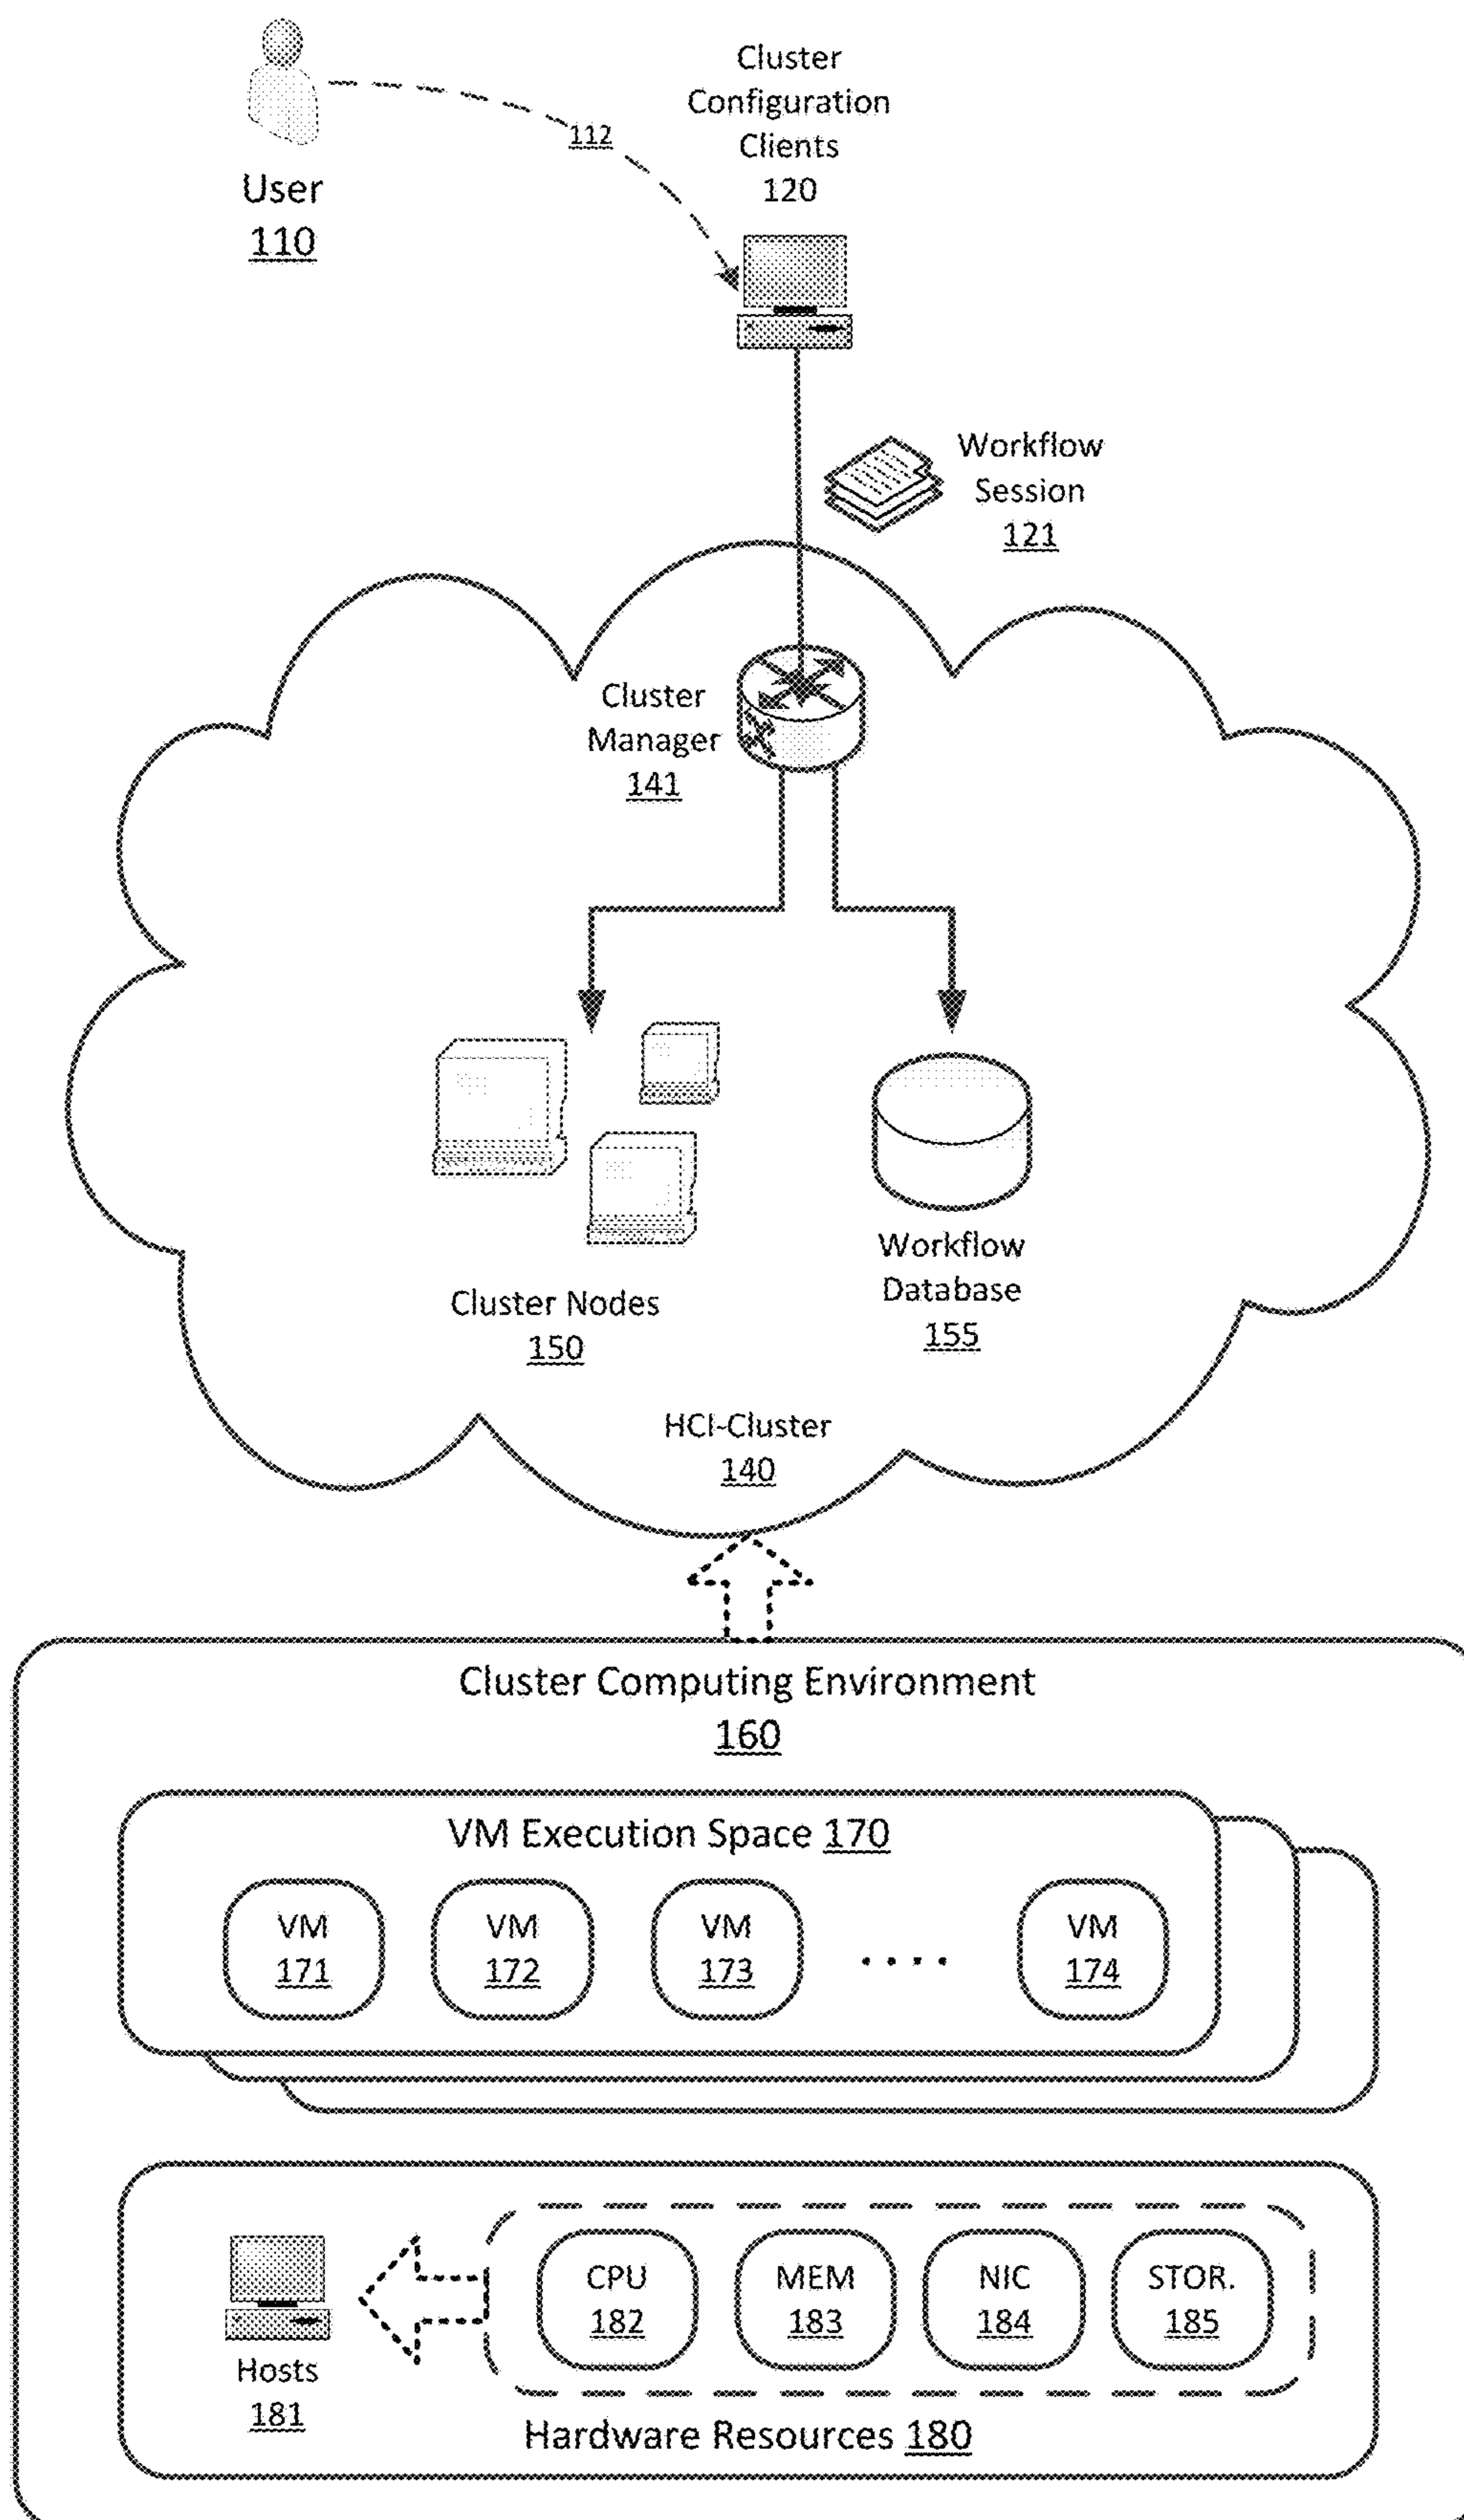 Cluster
Configuration
Clients
120
112
User
110
Workflow
Session
121
Cluster
Manager
141
Cluster Nodes
150
Workflow
Database
155
HCI-Cluster
140
Cluster Computing Environment
160
VM Execution Space 170
VM
171
VM
172
VM
173
....
VM
174
CPU
182
MEM
183
NIC
184
STOR.
185
Hosts
181
Hardware Resources 180